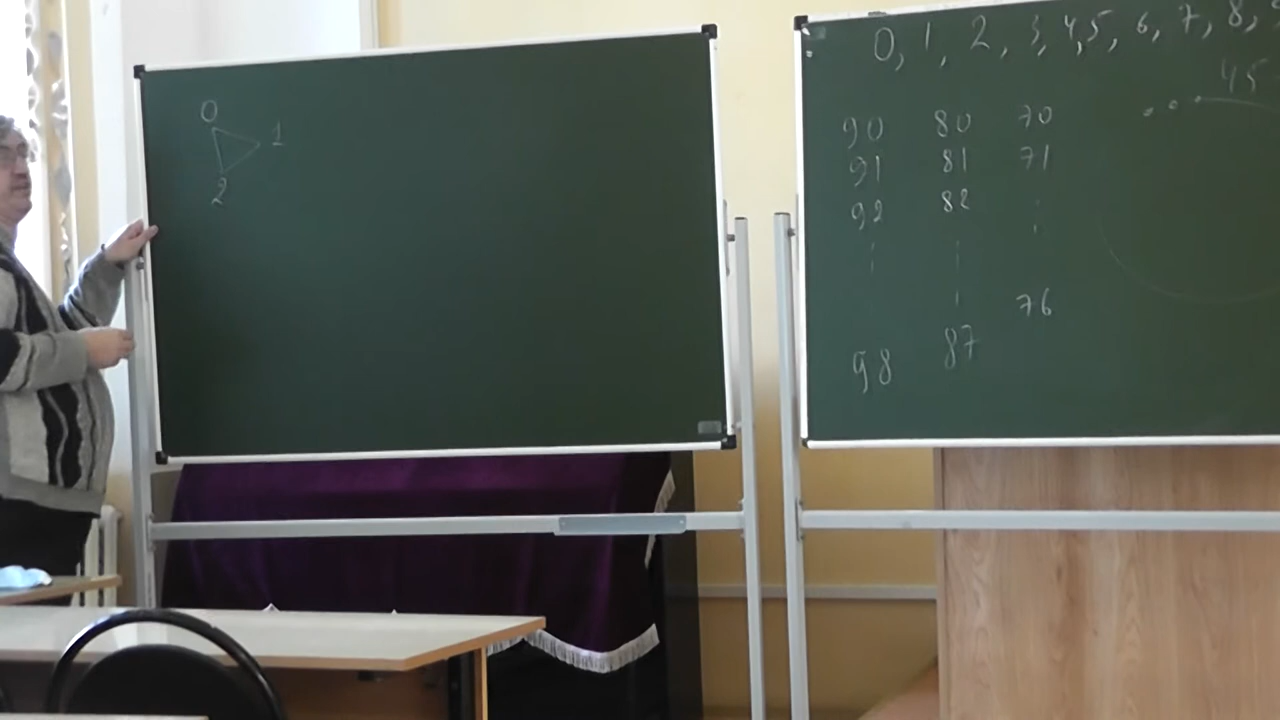 0
1
2
0, 1, 2, 3, 4, 5, 6, 7, 8,
45
90 80 70
91 81 71
92 82
76
98 87